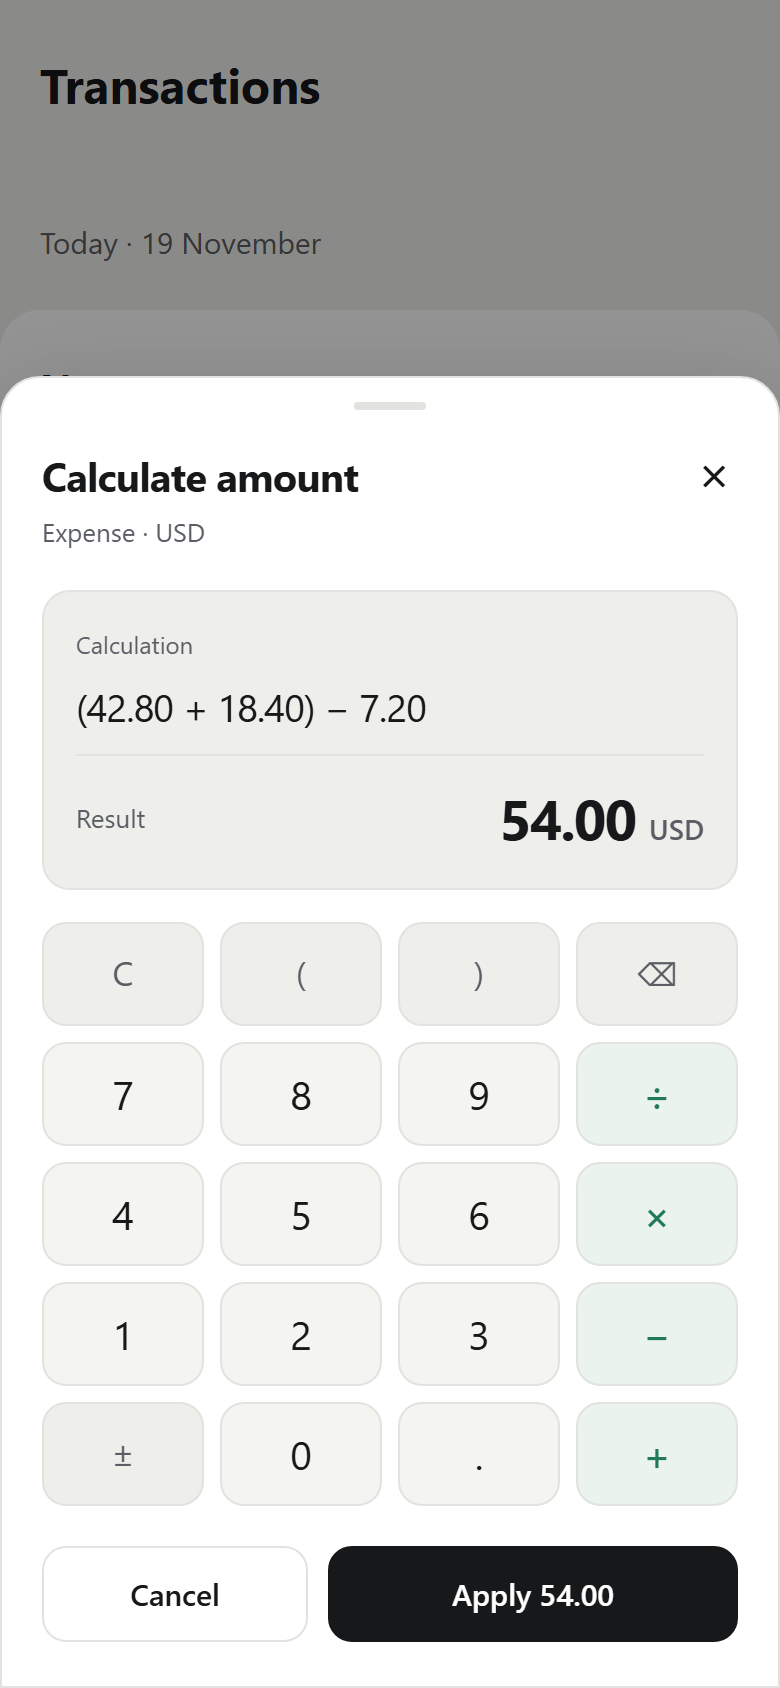 Transactions
Today · 19 November
Calculate amount
✕
Expense · USD
Calculation
(42.80 + 18.40) − 7.20
Result 54.00 USD
C ( ) ⌫
7 8 9 ÷
4 5 6 ×
1 2 3 −
± 0 . +
Cancel Apply 54.00